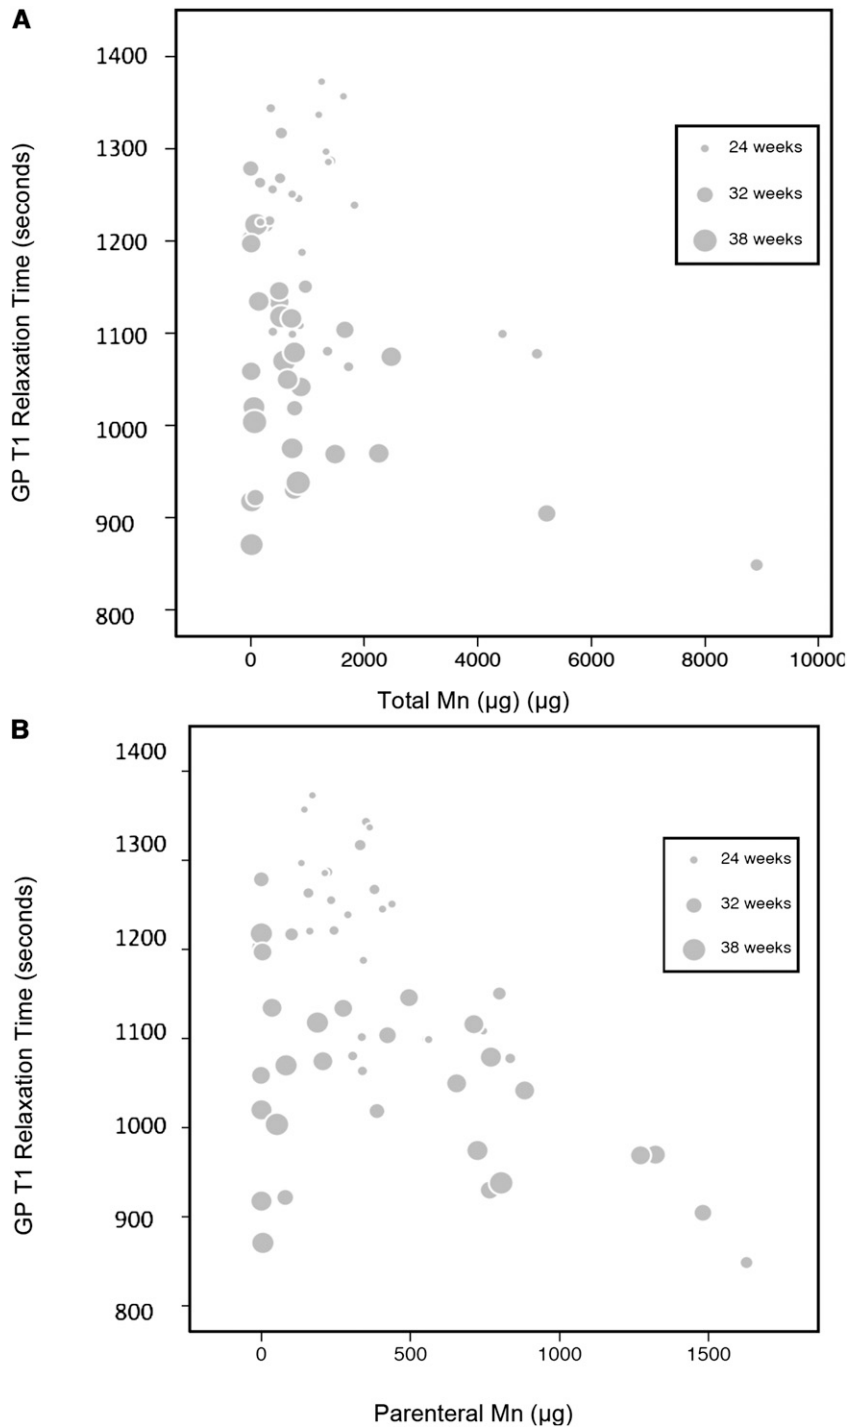 A
GP T1 Relaxation Time (seconds)
1400
1300
1200
1100
1000
900
800
24 weeks
32 weeks
38 weeks
0 2000 4000 6000 8000 10000
Total Mn (µg) (µg)
B
GP T1 Relaxation Time (seconds)
1400
1300
1200
1100
1000
900
800
24 weeks
32 weeks
38 weeks
0 500 1000 1500
Parenteral Mn (µg)